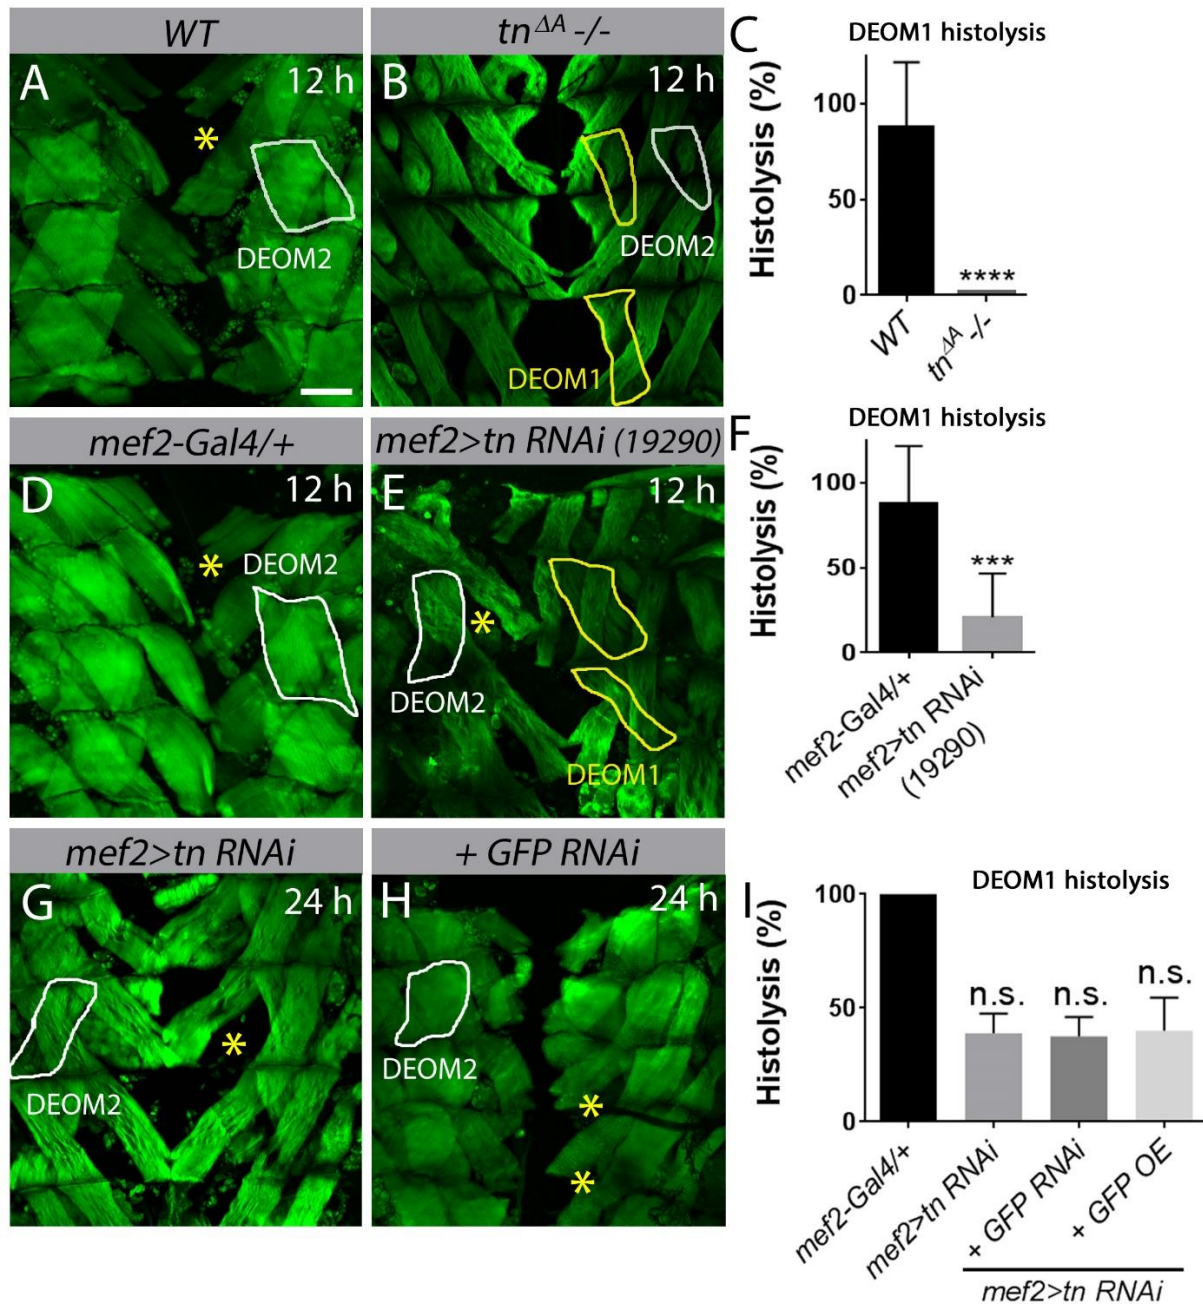 WT
tn ΔA -/-
A
12 h
*
DEOM2
B
12 h
DEOM2
DEOM1
C
DEOM1 histolysis
Histolysis (%)
100
50
0
****
WT
tn ΔA -/-
mef2-Gal4/+
mef2>tn RNAi (19290)
D
12 h
*
DEOM2
E
12 h
*
DEOM2
DEOM1
F
DEOM1 histolysis
Histolysis (%)
100
50
0
***
mef2-Gal4/+
mef2>tn RNAi
(19290)
mef2>tn RNAi
+ GFP RNAi
G
24 h
*
DEOM2
H
24 h
DEOM2
*
*
I
DEOM1 histolysis
Histolysis (%)
100
50
0
n.s.
n.s.
n.s.
mef2-Gal4/+
mef2>tn RNAi
+ GFP RNAi
+ GFP OE
mef2>tn RNAi